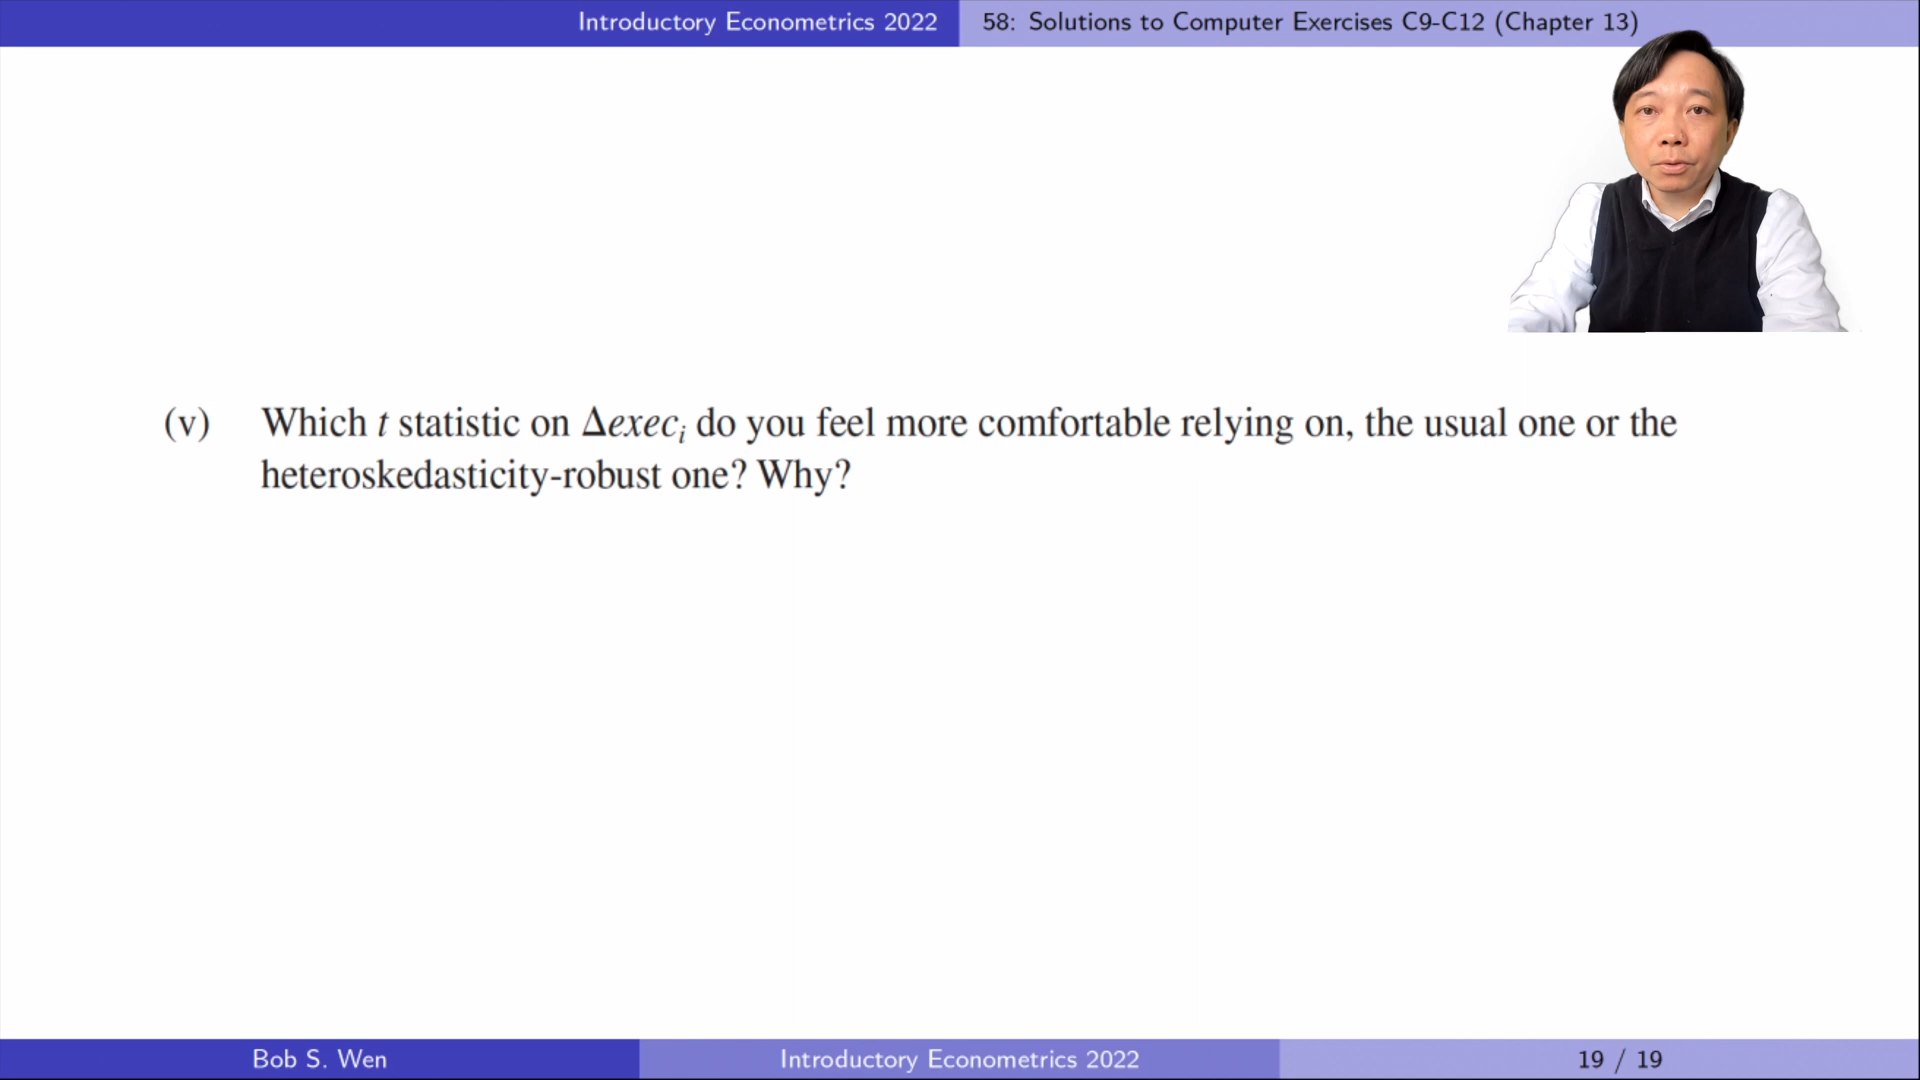 Introductory Econometrics 2022
58: Solutions to Computer Exercises C9-C12 (Chapter 13)
(v) Which t statistic on Δexecᵢ do you feel more comfortable relying on, the usual one or the
heteroskedasticity-robust one? Why?
Bob S. Wen
Introductory Econometrics 2022
19 / 19